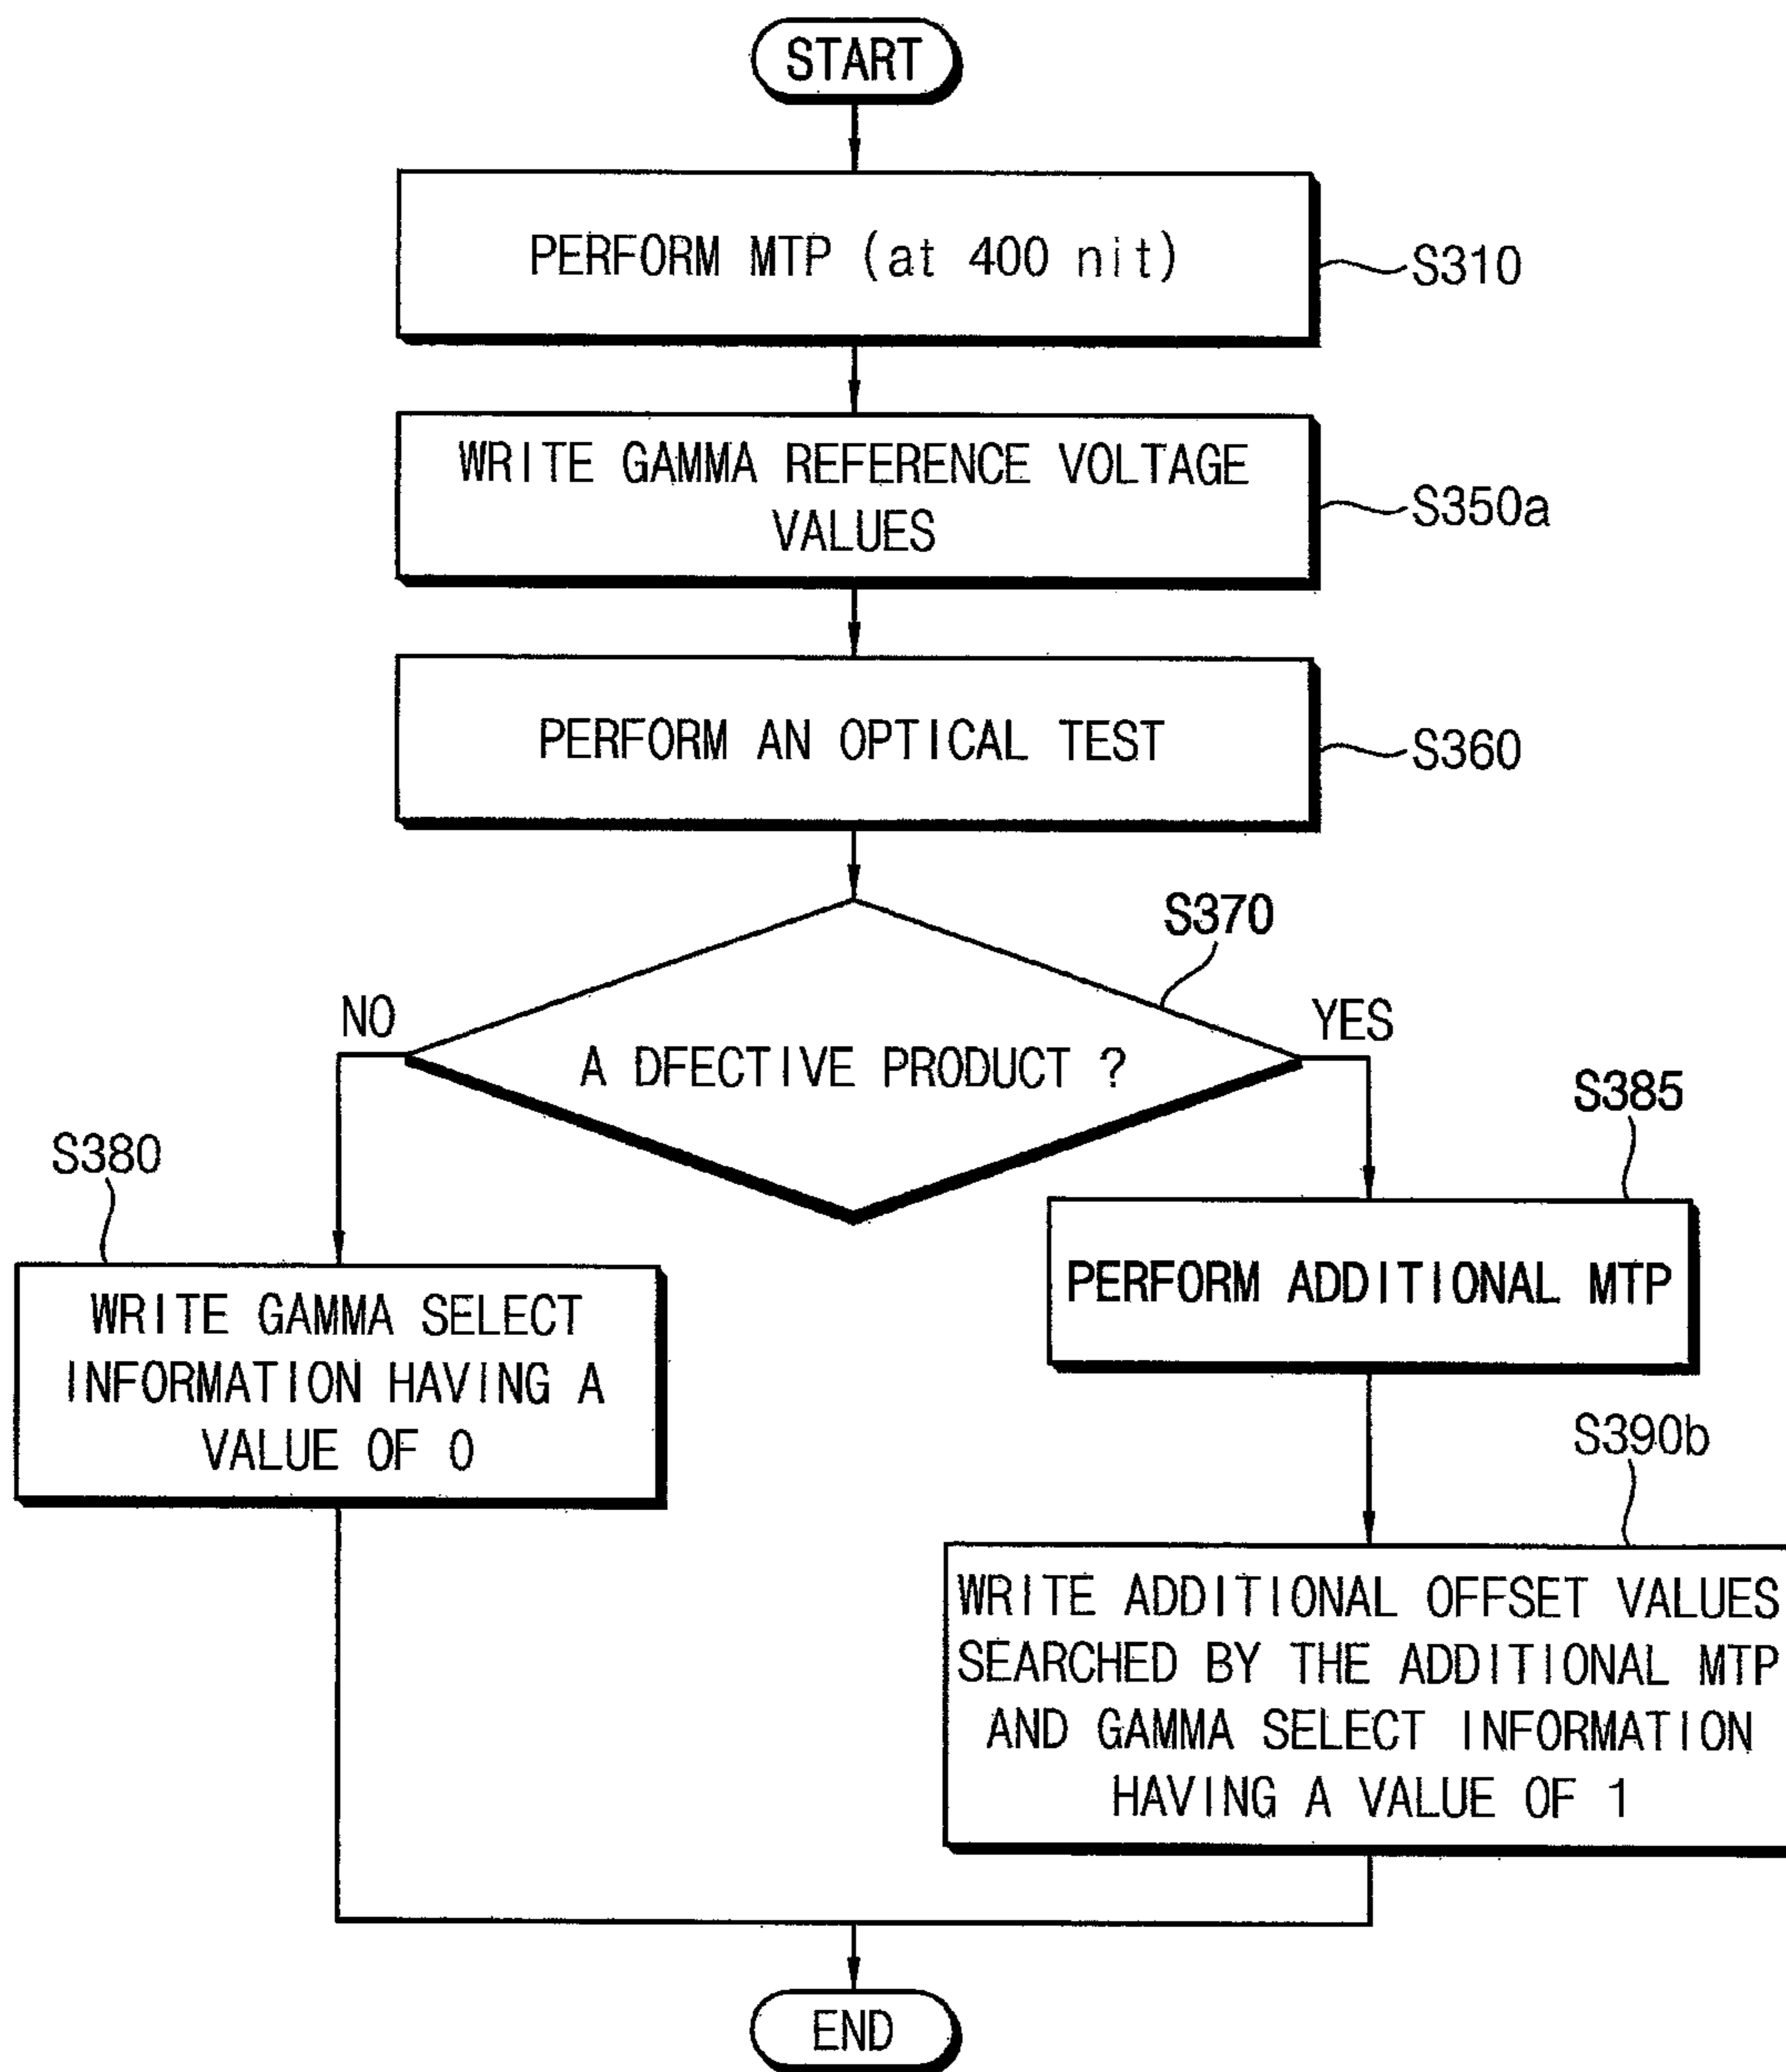 START
PERFORM MTP (at 400 nit)
S310
WRITE GAMMA REFERENCE VOLTAGE
VALUES
S350a
PERFORM AN OPTICAL TEST
S360
S370
NO
YES
A DFECTIVE PRODUCT ?
S385
S380
PERFORM ADDITIONAL MTP
WRITE GAMMA SELECT
INFORMATION HAVING A
VALUE OF 0
S390b
WRITE ADDITIONAL OFFSET VALUES
SEARCHED BY THE ADDITIONAL MTP
AND GAMMA SELECT INFORMATION
HAVING A VALUE OF 1
END